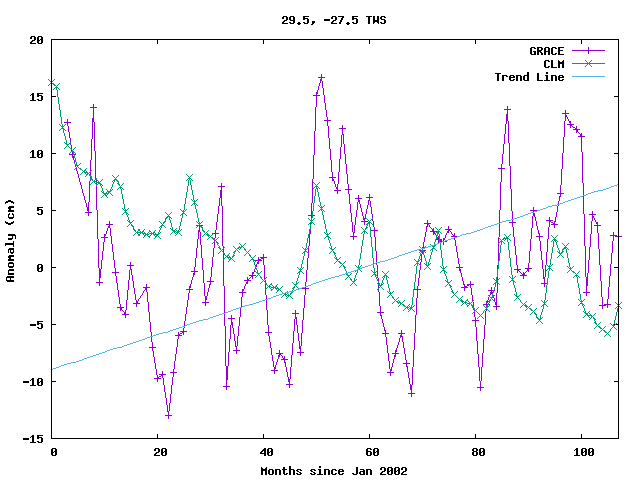 29.5, -27.5 TWS
GRACE
CLM
Trend Line
20
15
10
5
0
-5
-10
-15
Anomaly (cm)
0 20 40 60 80 100
Months since Jan 2002